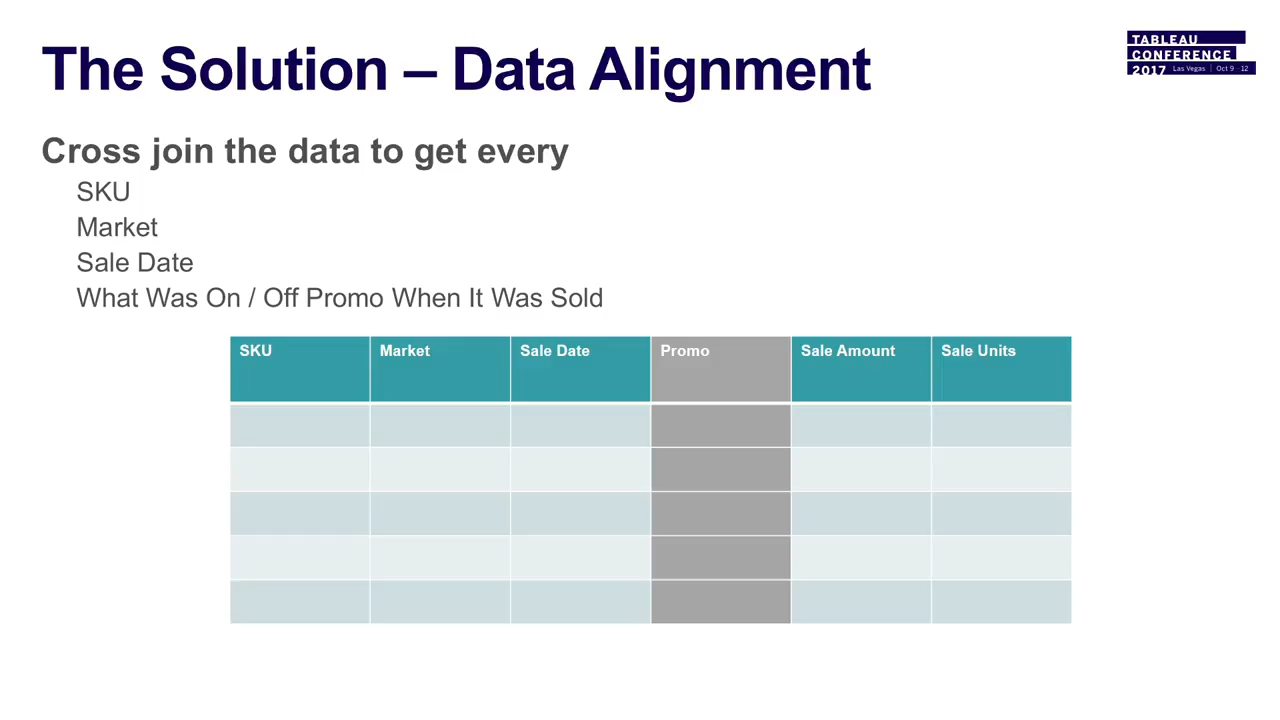 The Solution – Data Alignment
TABLEAU
CONFERENCE
2017 Las Vegas | Oct 9 - 12
Cross join the data to get every
SKU
Market
Sale Date
What Was On / Off Promo When It Was Sold
SKU Market Sale Date Promo Sale Amount Sale Units